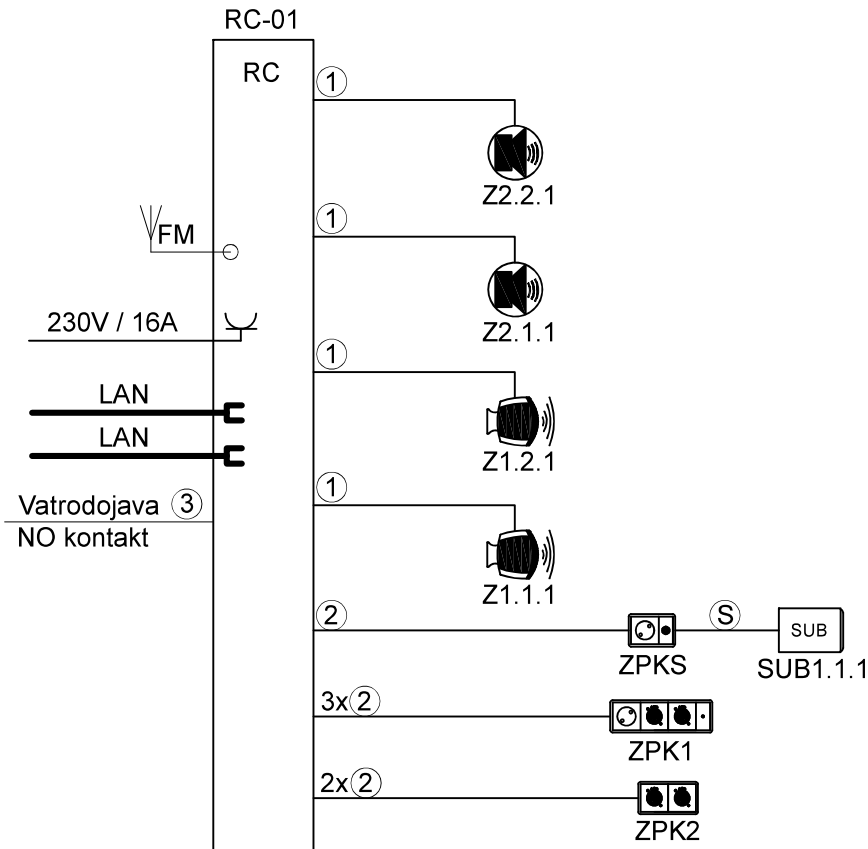 RC-01
RC
1
Z2.2.1
FM
1
Z2.1.1
230V / 16A
1
LAN
LAN
Z1.2.1
Vatrodojava 3
NO kontakt
1
Z1.1.1
2
S
SUB
ZPKS
SUB1.1.1
3x2
ZPK1
2x2
ZPK2